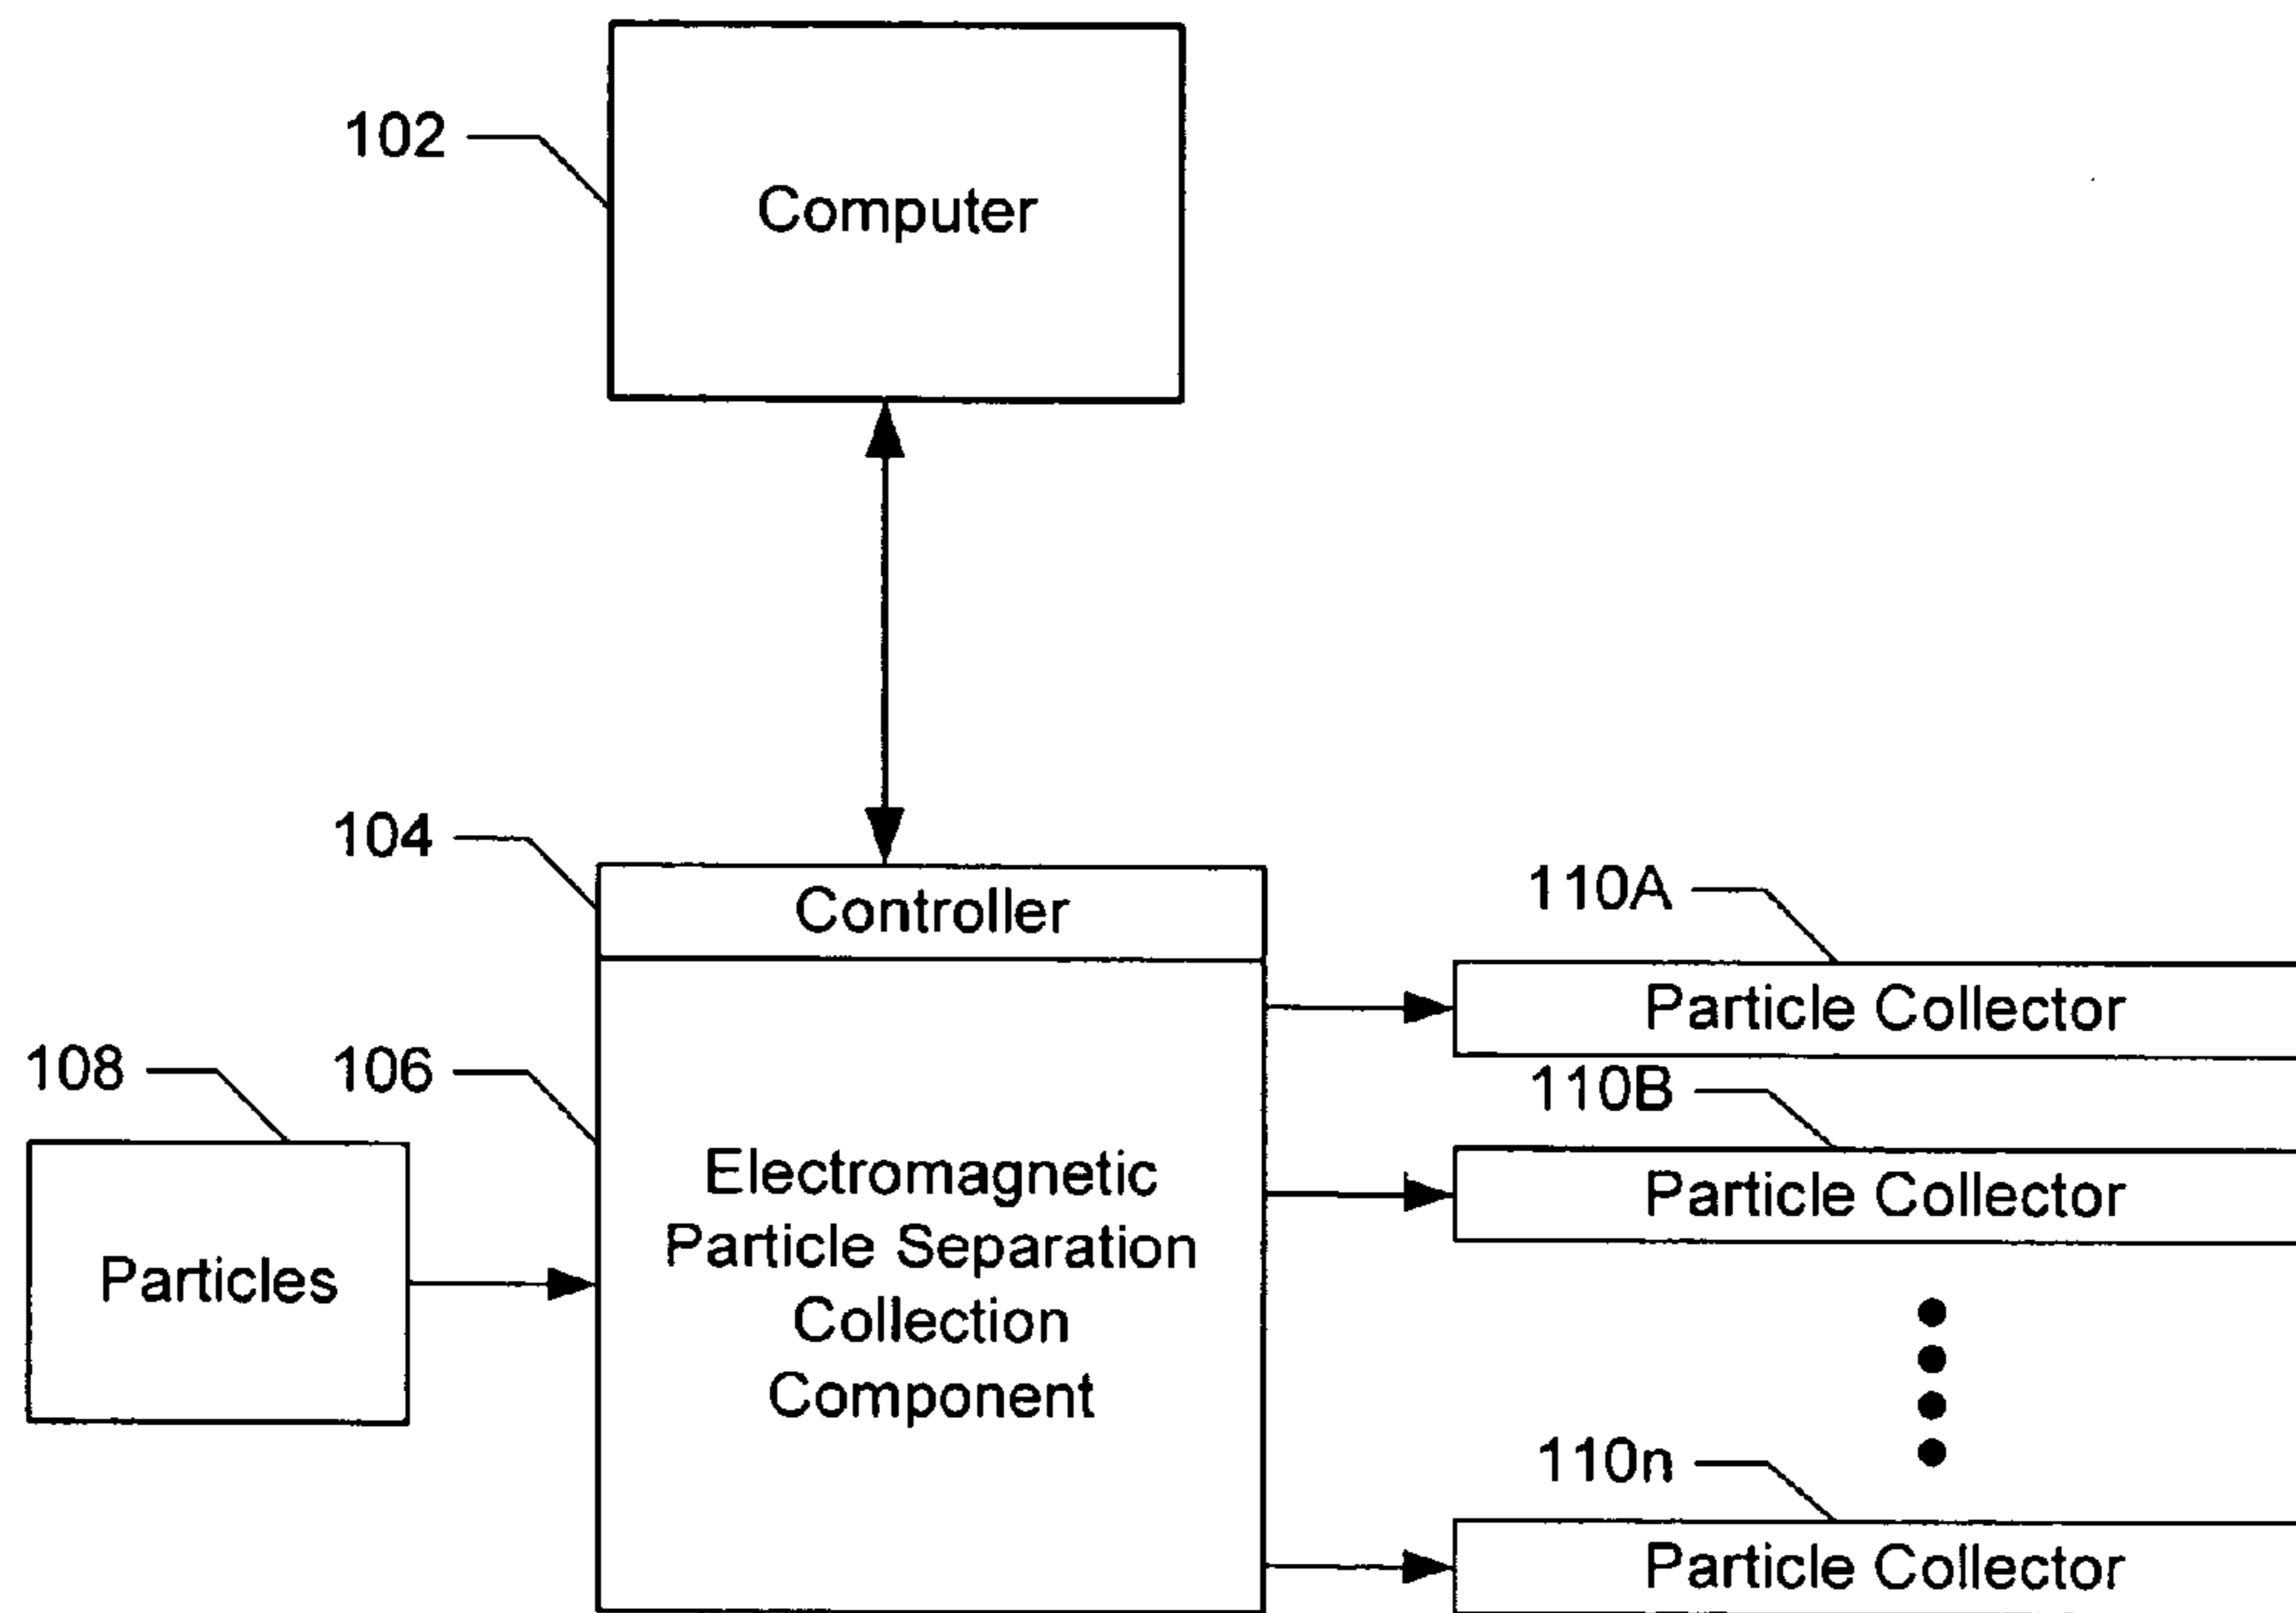 102
Computer
104
Controller
110A
Particle Collector
108
106
110B
Electromagnetic
Particle Separation
Collection
Component
Particle Collector
Particles
110n
Particle Collector